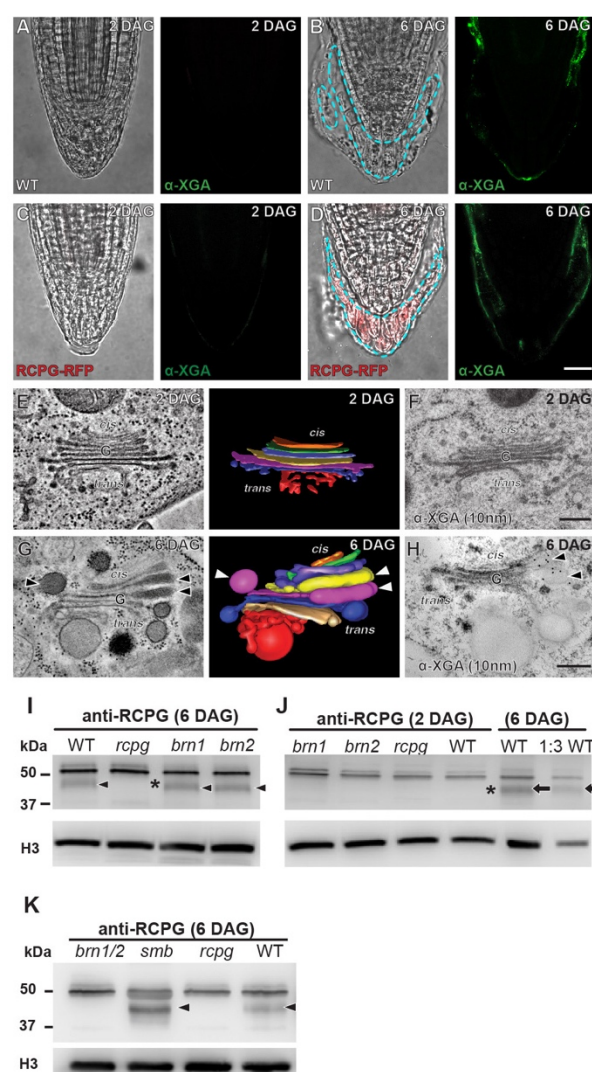 A 2 DAG 2 DAG B 6 DAG 6 DAG
WT α-XGA WT α-XGA
C 2 DAG 2 DAG D 6 DAG 6 DAG
RCPG-RFP α-XGA RCPG-RFP α-XGA
E 2 DAG 2 DAG F 2 DAG
cis cis cis
G G
trans trans trans
α-XGA (10nm)
G 6 DAG 6 DAG H 6 DAG
cis cis cis
G G
trans trans trans
α-XGA (10nm)
I J
anti-RCPG (6 DAG) anti-RCPG (2 DAG) (6 DAG)
kDa WT rcpg brn1 brn2 brn1 brn2 rcpg WT WT 1:3 WT
50 * *
37
H3
K
anti-RCPG (6 DAG)
kDa brn1/2 smb rcpg WT
50
37
H3